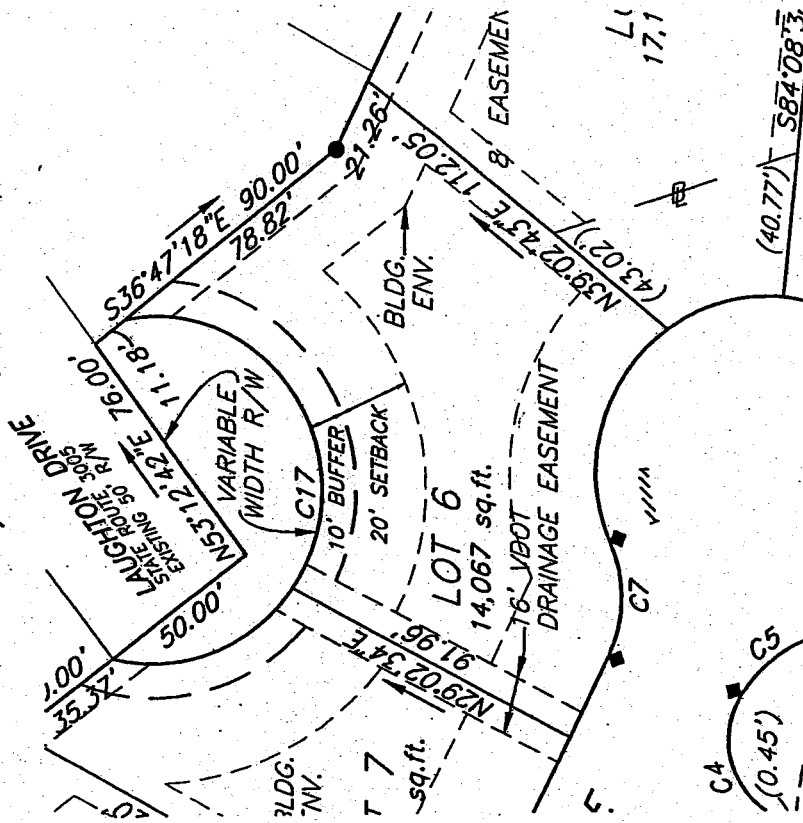 LAUGHTON DRIVE
STATE ROUTE 3005
EXISTING 50' R/W
N53°12'42"E 76.00'
11.18'
S36°47'18"E 90.00'
78.82'
21.26'
VARIABLE
WIDTH R/W
C17
10' BUFFER
20' SETBACK
BLDG.
ENV.
N39°02'43"E 112.05'
(43.02')
& EASEMEN
17.1
(40.77')
S84°08'3
50.00'
35.37'
LOT 6
14,067 sq.ft.
16' VDOT
DRAINAGE EASEMENT
N29°02'34"E
91.96'
T 7
sq.ft.
BLDG.
C7
C5
C4
(0.45')